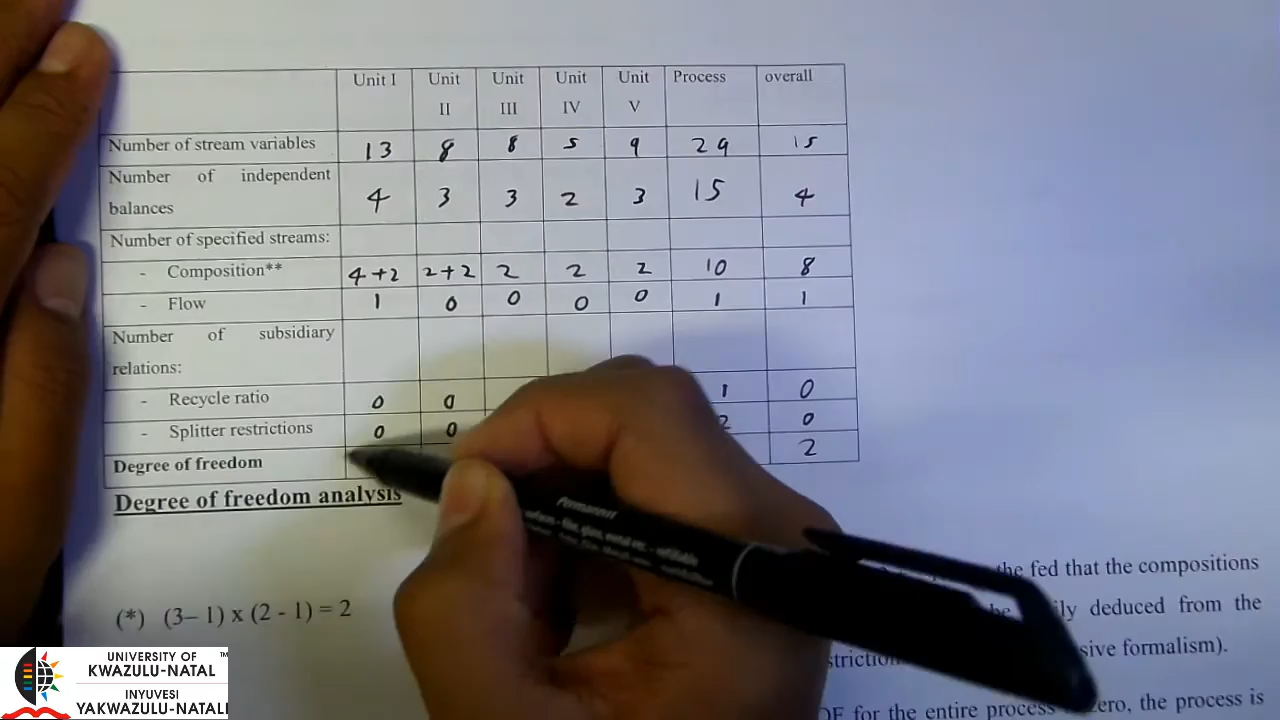 Unit I Unit II Unit III Unit IV Unit V Process overall
Number of stream variables 13 8 8 5 9 29 15
Number of independent balances 4 3 3 2 3 15 4
Number of specified streams:
- Composition** 4+2 2+2 2 2 2 10 8
- Flow 1 0 0 0 0 1 1
Number of subsidiary relations:
- Recycle ratio 0 0 1 0
- Splitter restrictions 0 0 2 0
Degree of freedom 2
Degree of freedom analysis
the fed that the compositions
(*) (3– 1) x (2 - 1) = 2
deduced from the
sive formalism).
for the entire process
zero, the process is
Permanent
UNIVERSITY OF
KWAZULU-NATAL
TM
INYUVESI
YAKWAZULU-NATALI